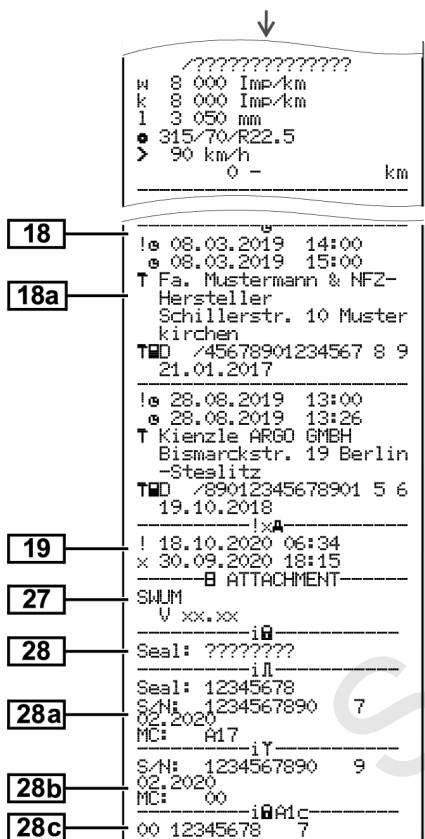 /??????????????
w 8 000 Imp/km
k 8 000 Imp/km
l 3 050 mm
● 315/70/R22.5
> 90 km/h
0 - km
18
! 08.03.2019 14:00
08.03.2019 15:00
T Fa. Mustermann & NFZ-
Hersteller
18a
Schillerstr. 10 Muster
kirchen
T D /45678901234567 8 9
21.01.2017
! 28.08.2019 13:00
28.08.2019 13:26
T Kienzle ARGO GMBH
Bismarckstr. 19 Berlin
-Steglitz
T D /89012345678901 5 6
19.10.2018
!×
19
! 18.10.2020 06:34
× 30.09.2020 18:15
ATTACHMENT
27
SWUM
V xx.xx
i
28
Seal: ????????
i
Seal: 12345678
28a
S/N: 1234567890 7
02.2020
MC: A17
i
S/N: 1234567890 9
28b
02.2020
MC: 00
i A1c
28c
00 12345678 7
S